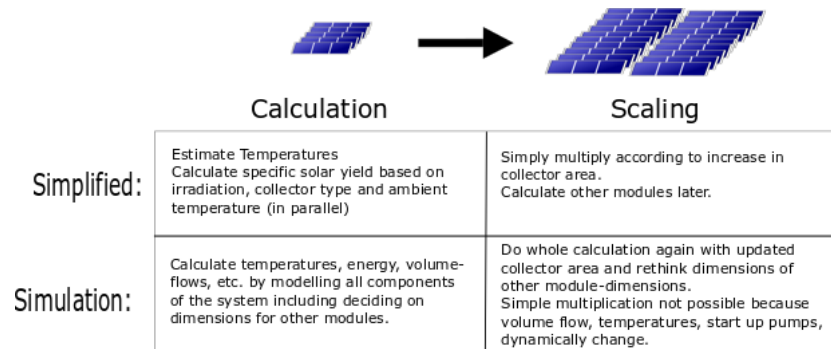 Calculation
Scaling
Simplified:
Estimate Temperatures
Calculate specific solar yield based on
irradiation, collector type and ambient
temperature (in parallel)
Simply multiply according to increase in
collector area.
Calculate other modules later.
Simulation:
Calculate temperatures, energy, volume-
flows, etc. by modelling all components
of the system including deciding on
dimensions for other modules.
Do whole calculation again with updated
collector area and rethink dimensions of
other module-dimensions.
Simple multiplication not possible because
volume flow, temperatures, start up pumps,
dynamically change.